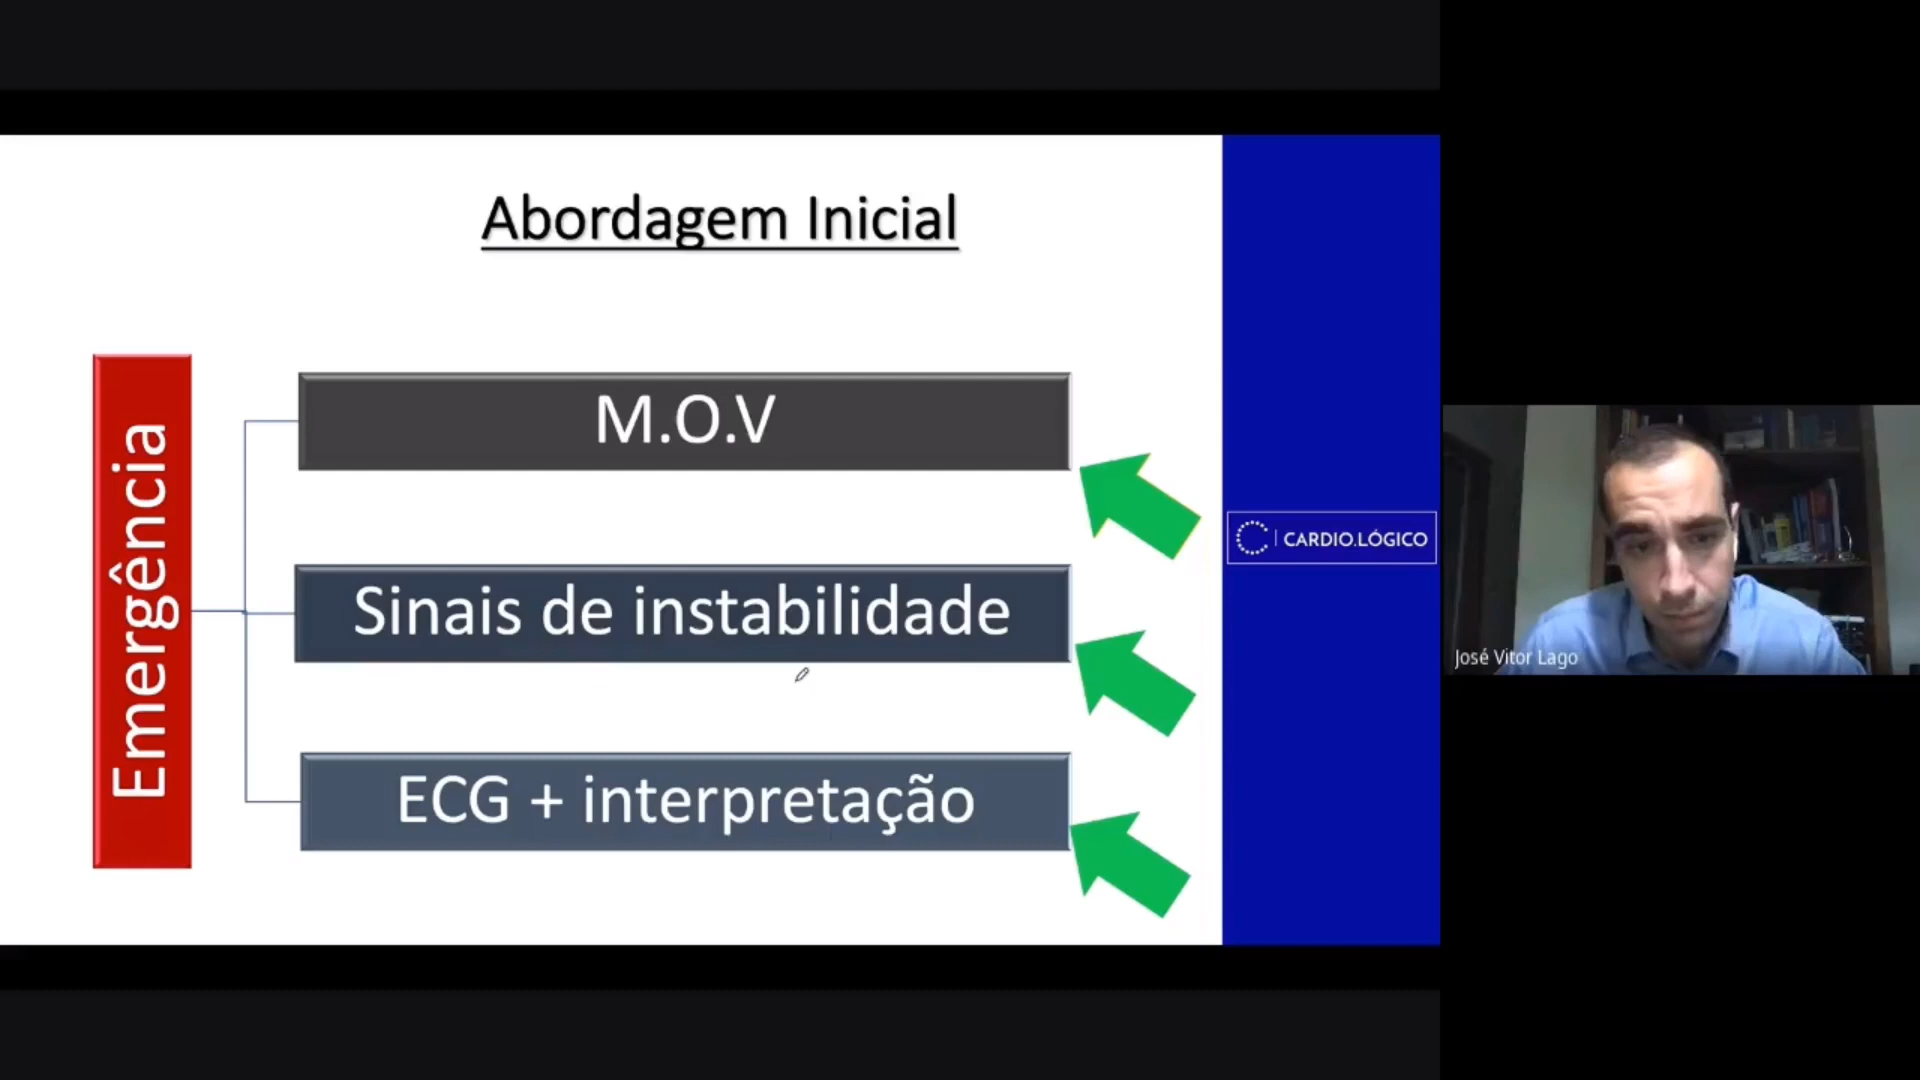 Abordagem Inicial
Emergência
M.O.V
Sinais de instabilidade
ECG + interpretação
CARDIO.LÓGICO
José Vitor Lago